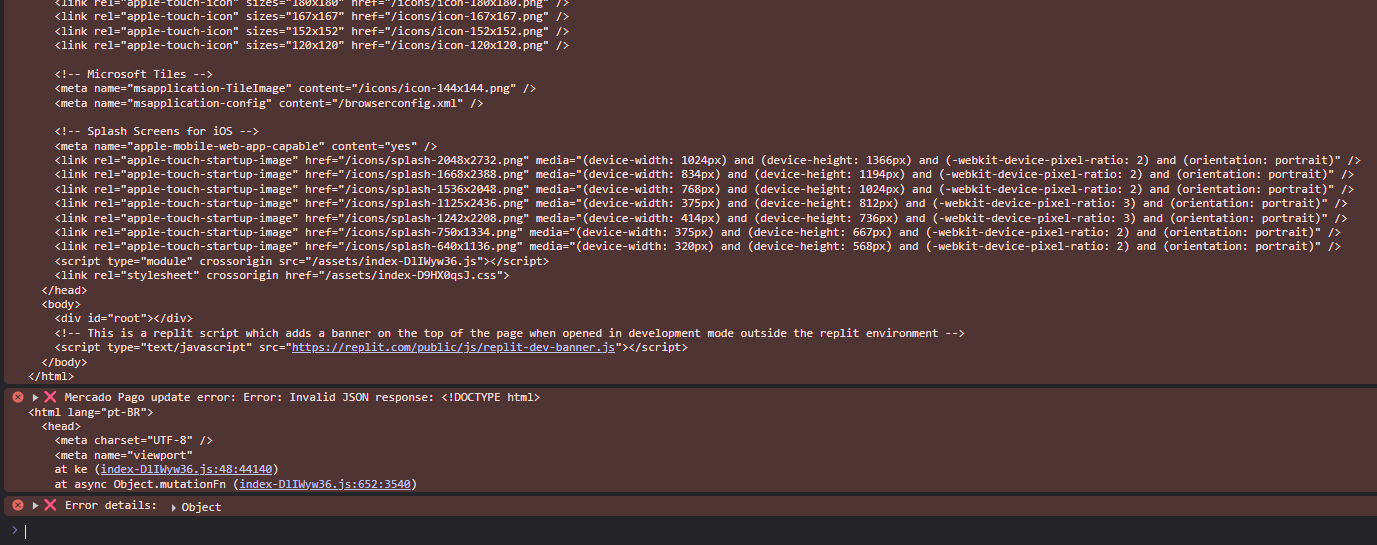 <link rel="apple-touch-icon" sizes="180x180" href="/icons/icon-180x180.png" />
<link rel="apple-touch-icon" sizes="167x167" href="/icons/icon-167x167.png" />
<link rel="apple-touch-icon" sizes="152x152" href="/icons/icon-152x152.png" />
<link rel="apple-touch-icon" sizes="120x120" href="/icons/icon-120x120.png" />
<!-- Microsoft Tiles -->
<meta name="msapplication-TileImage" content="/icons/icon-144x144.png" />
<meta name="msapplication-config" content="/browserconfig.xml" />
<!-- Splash Screens for iOS -->
<meta name="apple-mobile-web-app-capable" content="yes" />
<link rel="apple-touch-startup-image" href="/icons/splash-2048x2732.png" media="(device-width: 1024px) and (device-height: 1366px) and (-webkit-device-pixel-ratio: 2) and (orientation: portrait)" />
<link rel="apple-touch-startup-image" href="/icons/splash-1668x2388.png" media="(device-width: 834px) and (device-height: 1194px) and (-webkit-device-pixel-ratio: 2) and (orientation: portrait)" />
<link rel="apple-touch-startup-image" href="/icons/splash-1536x2048.png" media="(device-width: 768px) and (device-height: 1024px) and (-webkit-device-pixel-ratio: 2) and (orientation: portrait)" />
<link rel="apple-touch-startup-image" href="/icons/splash-1125x2436.png" media="(device-width: 375px) and (device-height: 812px) and (-webkit-device-pixel-ratio: 3) and (orientation: portrait)" />
<link rel="apple-touch-startup-image" href="/icons/splash-1242x2208.png" media="(device-width: 414px) and (device-height: 736px) and (-webkit-device-pixel-ratio: 3) and (orientation: portrait)" />
<link rel="apple-touch-startup-image" href="/icons/splash-750x1334.png" media="(device-width: 375px) and (device-height: 667px) and (-webkit-device-pixel-ratio: 2) and (orientation: portrait)" />
<link rel="apple-touch-startup-image" href="/icons/splash-640x1136.png" media="(device-width: 320px) and (device-height: 568px) and (-webkit-device-pixel-ratio: 2) and (orientation: portrait)" />
<script type="module" crossorigin src="/assets/index-DlIWyw36.js"></script>
<link rel="stylesheet" crossorigin href="/assets/index-D9HX0qsJ.css">
</head>
<body>
<div id="root"></div>
<!-- This is a replit script which adds a banner on the top of the page when opened in development mode outside the replit environment -->
<script type="text/javascript" src="https://replit.com/public/js/replit-dev-banner.js"></script>
</body>
</html>
❌ Mercado Pago update error: Error: Invalid JSON response: <!DOCTYPE html>
<html lang="pt-BR">
<head>
<meta charset="UTF-8" />
<meta name="viewport"
at ke (index-DlIWyw36.js:48:44140)
at async Object.mutationFn (index-DlIWyw36.js:652:3540)
❌ Error details: ▸ Object